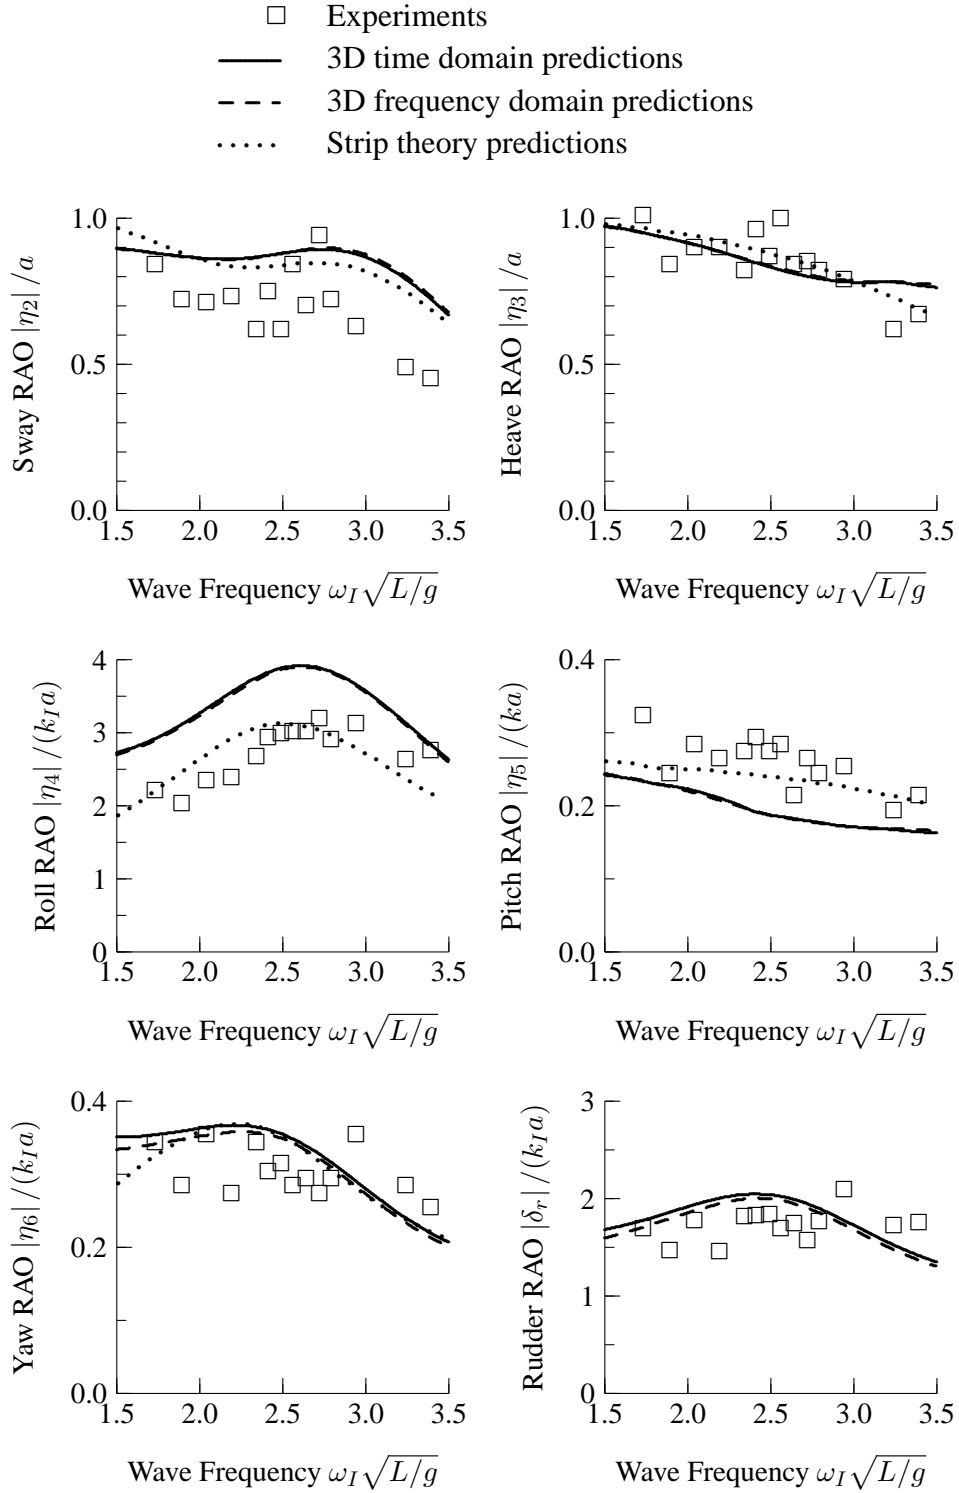 Experiments
3D time domain predictions
3D frequency domain predictions
Strip theory predictions
Sway RAO |η2|/a
1.0
0.5
0.0
1.5 2.0 2.5 3.0 3.5
Wave Frequency ωI√L/g
Heave RAO |η3|/a
1.0
0.5
0.0
1.5 2.0 2.5 3.0 3.5
Wave Frequency ωI√L/g
Roll RAO |η4|/(kIa)
4
3
2
1
0
1.5 2.0 2.5 3.0 3.5
Wave Frequency ωI√L/g
Pitch RAO |η5|/(ka)
0.4
0.2
0.0
1.5 2.0 2.5 3.0 3.5
Wave Frequency ωI√L/g
Yaw RAO |η6|/(kIa)
0.4
0.2
0.0
1.5 2.0 2.5 3.0 3.5
Wave Frequency ωI√L/g
Rudder RAO |δr|/(kIa)
3
2
1
0
1.5 2.0 2.5 3.0 3.5
Wave Frequency ωI√L/g